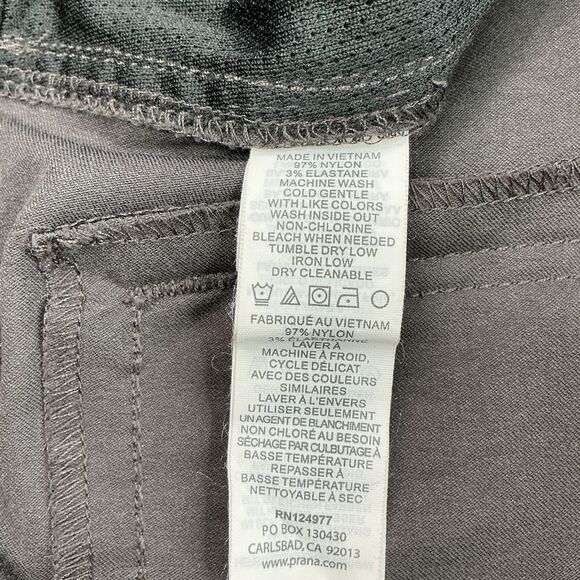 MADE IN VIETNAM
97% NYLON
3% ELASTANE
MACHINE WASH
COLD GENTLE
WITH LIKE COLORS
WASH INSIDE OUT
NON-CHLORINE
BLEACH WHEN NEEDED
TUMBLE DRY LOW
IRON LOW
DRY CLEANABLE
FABRIQUÉ AU VIETNAM
97% NYLON
3% ÉLASTHANNE
LAVER À
MACHINE À FROID,
CYCLE DÉLICAT
AVEC DES COULEURS
SIMILAIRES
LAVER À L'ENVERS
UTILISER SEULEMENT
UN AGENT DE BLANCHIMENT
NON CHLORÉ AU BESOIN
SÉCHAGE PAR CULBUTAGE À
BASSE TEMPÉRATURE
REPASSER À
BASSE TEMPÉRATURE
NETTOYABLE À SEC
RN124977
PO BOX 130430
CARLSBAD, CA 92013
www.prana.com